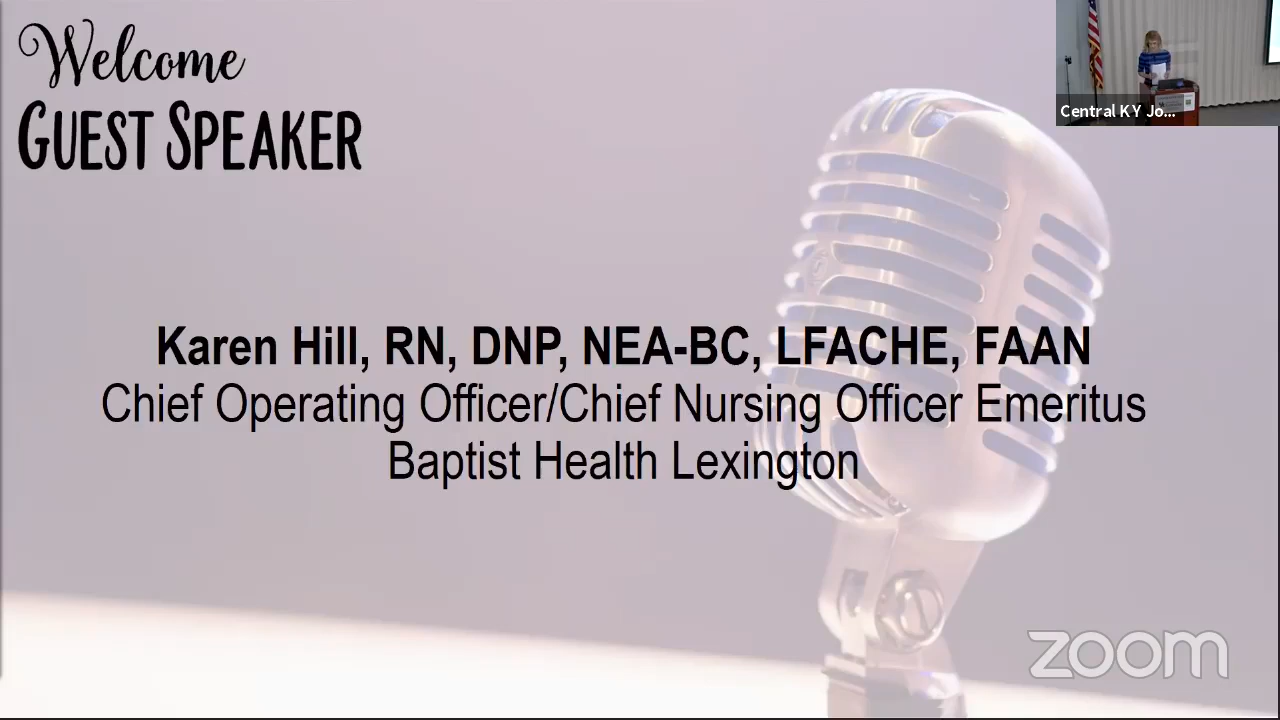 Welcome
GUEST SPEAKER
Central KY Jo...
Karen Hill, RN, DNP, NEA-BC, LFACHE, FAAN
Chief Operating Officer/Chief Nursing Officer Emeritus
Baptist Health Lexington
zoom